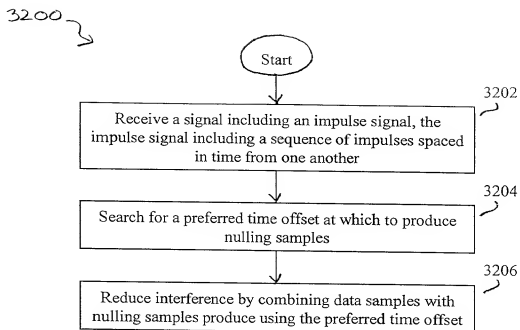 3200
Start
3202
Receive a signal including an impulse signal, the
impulse signal including a sequence of impulses spaced
in time from one another
3204
Search for a preferred time offset at which to produce
nulling samples
3206
Reduce interference by combining data samples with
nulling samples produce using the preferred time offset